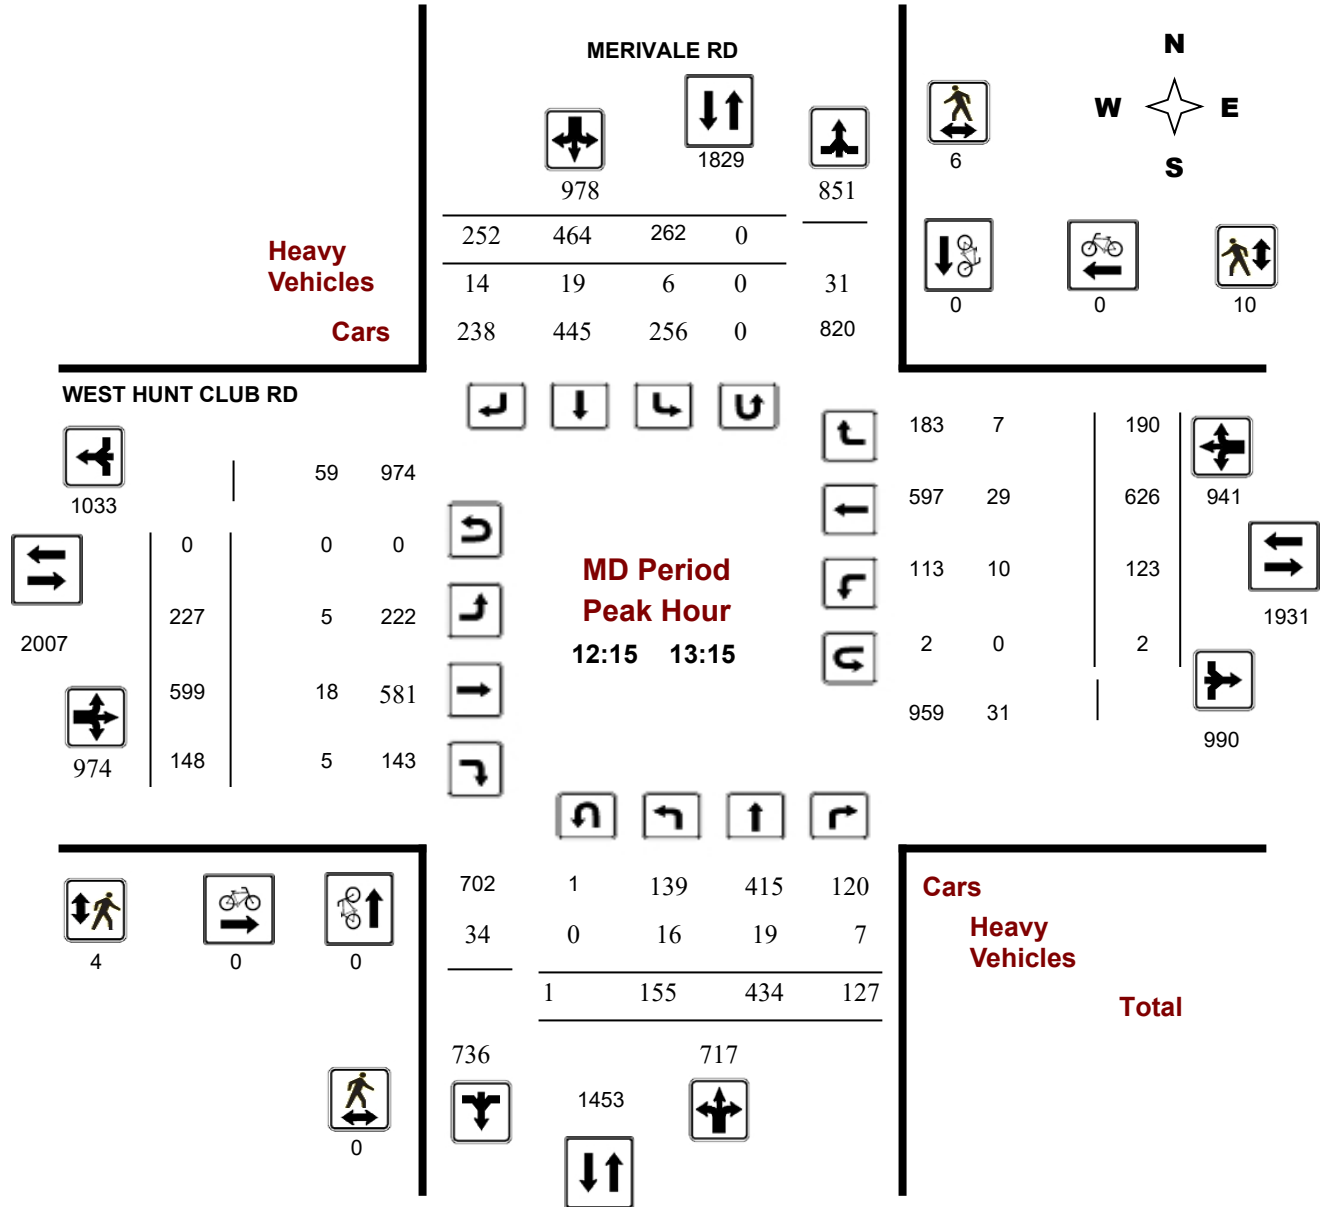 MERIVALE RD
N
W E
S
1829
6
978 851
252 464 262 0
Heavy
Vehicles
14 19 6 0 31
Cars
238 445 256 0 820
0 0 10
WEST HUNT CLUB RD
183 7 190
59 974
1033
597 29 626 941
0 0 0
MD Period
Peak Hour
12:15 13:15
113 10 123
227 5 222
1931
2007
2 0 2
599 18 581
959 31
990
974 148 5 143
702 1 139 415 120
Cars
34 0 16 19 7
Heavy
Vehicles
4 0 0
1 155 434 127
Total
736 717
1453
0